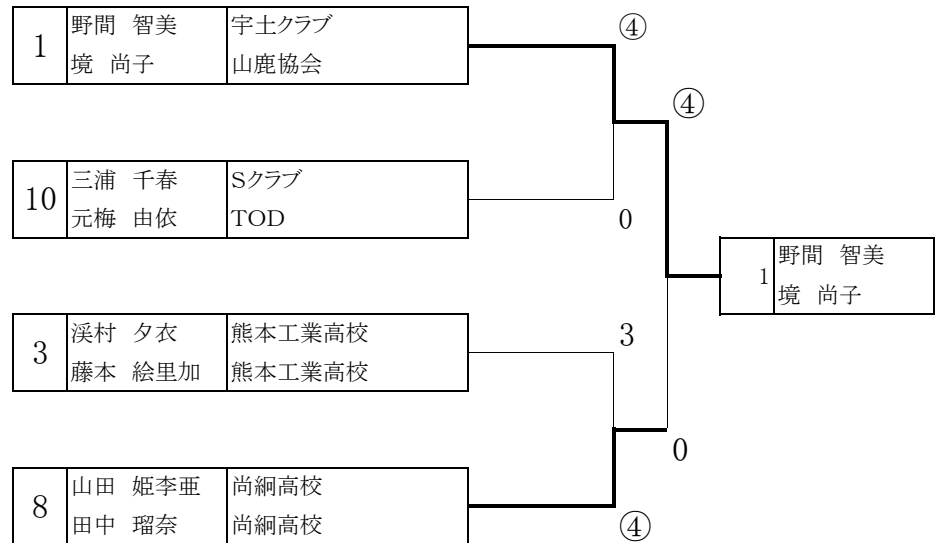 ④
1 野間 智美 宇土クラブ
境 尚子 山鹿協会
④
10 三浦 千春 Sクラブ
元梅 由依 TOD
0
1 野間 智美
境 尚子
3 渓村 夕衣 熊本工業高校
藤本 絵里加 熊本工業高校
3
0
8 山田 姫李亜 尚絅高校
田中 瑠奈 尚絅高校
④